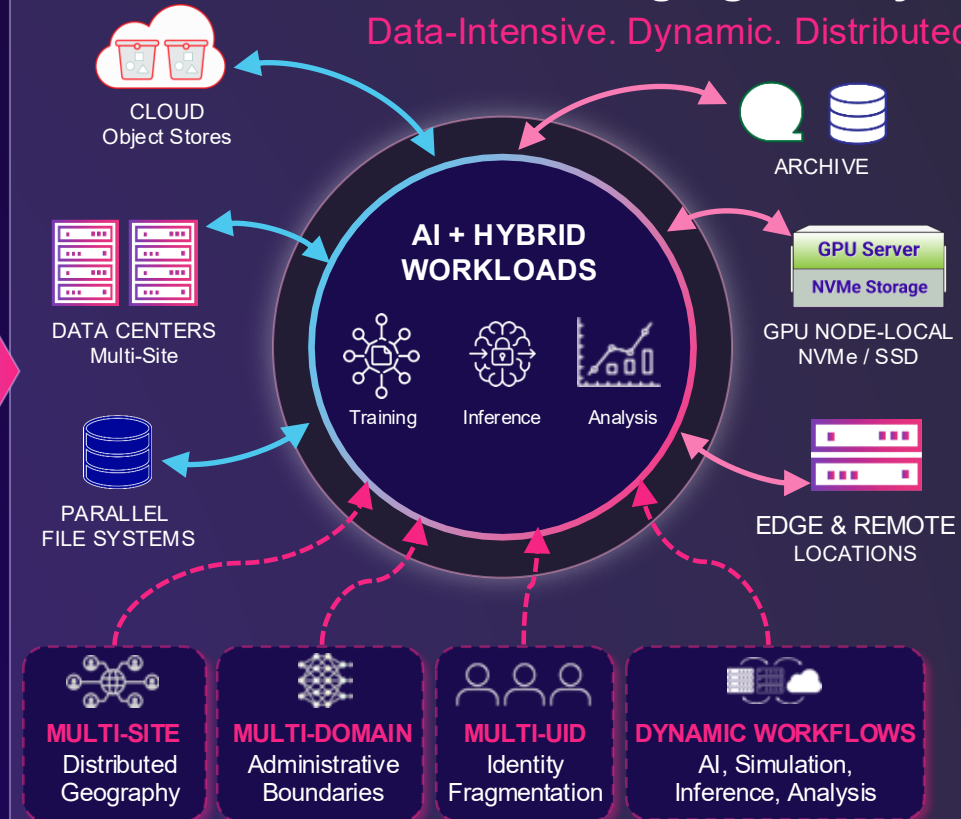 Data-Intensive. Dynamic. Distributed
CLOUD
Object Stores
ARCHIVE
AI + HYBRID
WORKLOADS
Training
Inference
Analysis
DATA CENTERS
Multi-Site
GPU Server
NVMe Storage
GPU NODE-LOCAL
NVMe / SSD
PARALLEL
FILE SYSTEMS
EDGE & REMOTE
LOCATIONS
MULTI-SITE
Distributed
Geography
MULTI-DOMAIN
Administrative
Boundaries
MULTI-UID
Identity
Fragmentation
DYNAMIC WORKFLOWS
AI, Simulation,
Inference, Analysis